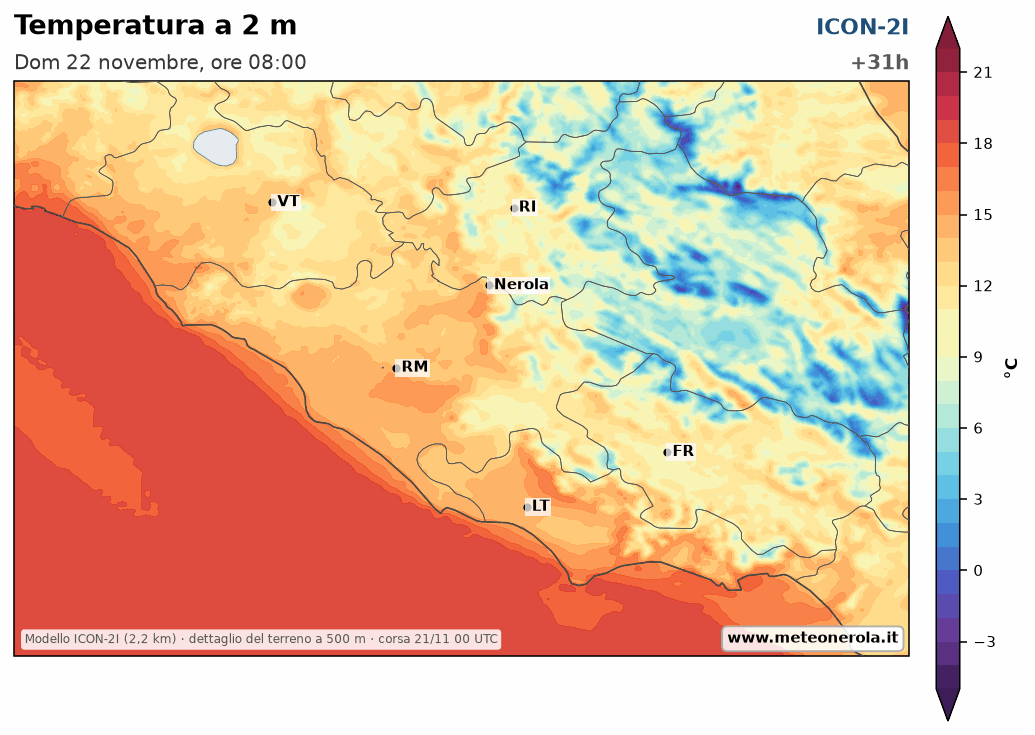 Temperatura a 2 m
ICON-2I
Dom 22 novembre, ore 08:00
+31h
VT
RI
Nerola
RM
FR
LT
21
18
15
12
9
6
3
0
−3
°C
Modello ICON-2I (2,2 km) · dettaglio del terreno a 500 m · corsa 21/11 00 UTC
www.meteonerola.it